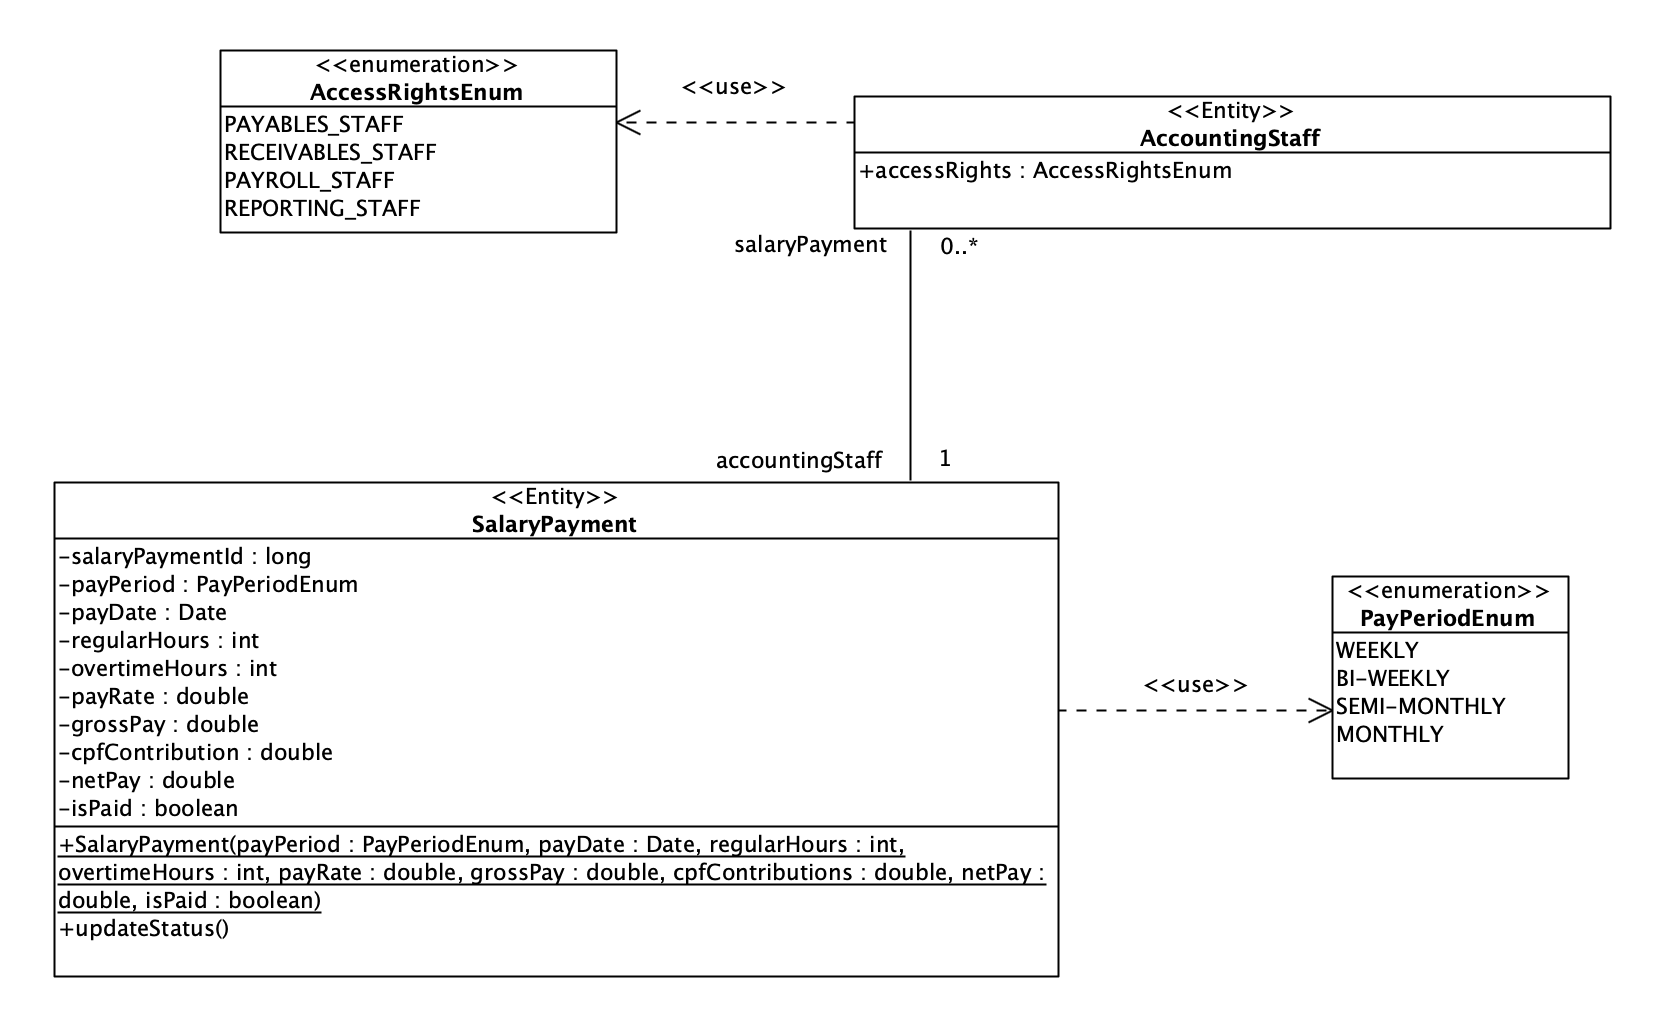 <<enumeration>>
AccessRightsEnum
PAYABLES_STAFF
RECEIVABLES_STAFF
PAYROLL_STAFF
REPORTING_STAFF
<<use>>
<<Entity>>
AccountingStaff
+accessRights : AccessRightsEnum
salaryPayment
0..*
accountingStaff
1
<<Entity>>
SalaryPayment
-salaryPaymentId : long
-payPeriod : PayPeriodEnum
-payDate : Date
-regularHours : int
-overtimeHours : int
-payRate : double
-grossPay : double
-cpfContribution : double
-netPay : double
-isPaid : boolean
+SalaryPayment(payPeriod : PayPeriodEnum, payDate : Date, regularHours : int,
overtimeHours : int, payRate : double, grossPay : double, cpfContributions : double, netPay :
double, isPaid : boolean)
+updateStatus()
<<use>>
<<enumeration>>
PayPeriodEnum
WEEKLY
BI-WEEKLY
SEMI-MONTHLY
MONTHLY